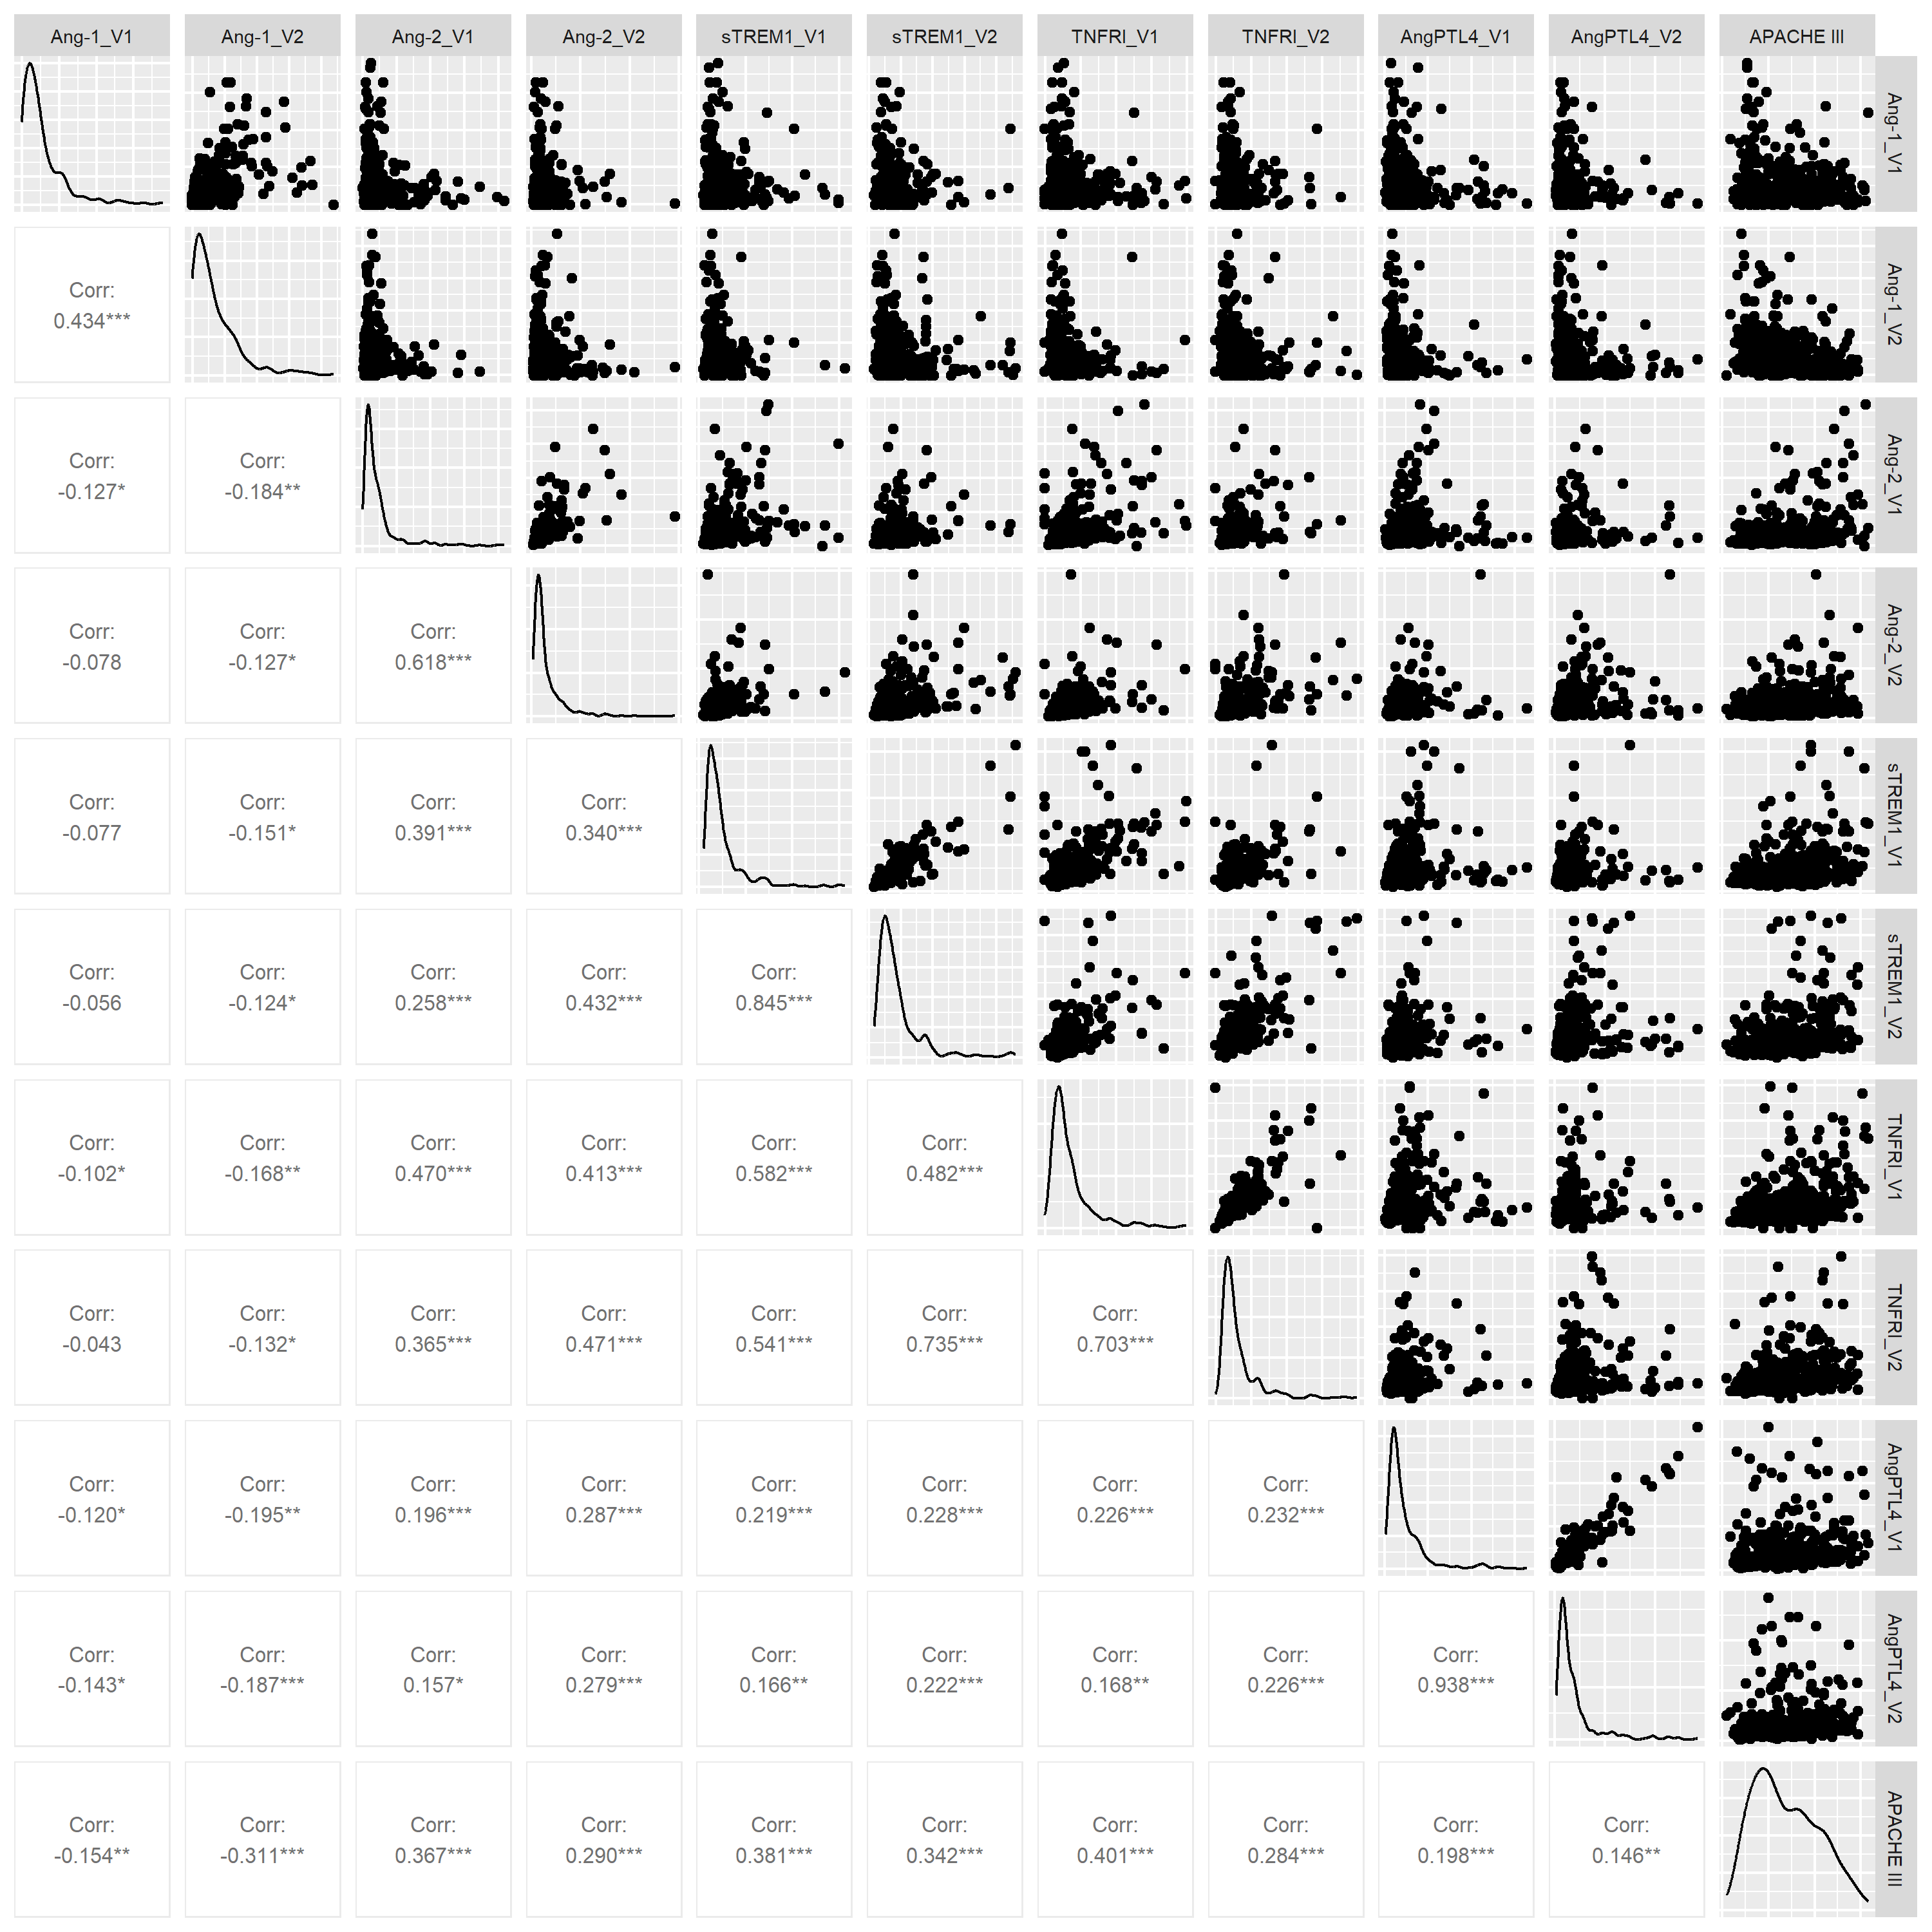 Ang-1_V1
Ang-1_V2
Ang-2_V1
Ang-2_V2
sTREM1_V1
sTREM1_V2
TNFRI_V1
TNFRI_V2
AngPTL4_V1
AngPTL4_V2
APACHE III
Ang-1_V1
Corr:
0.434***
Ang-1_V2
Corr:
-0.127*
Corr:
-0.184**
Ang-2_V1
Corr:
-0.078
Corr:
-0.127*
Corr:
0.618***
Ang-2_V2
Corr:
-0.077
Corr:
-0.151*
Corr:
0.391***
Corr:
0.340***
sTREM1_V1
Corr:
-0.056
Corr:
-0.124*
Corr:
0.258***
Corr:
0.432***
Corr:
0.845***
sTREM1_V2
Corr:
-0.102*
Corr:
-0.168**
Corr:
0.470***
Corr:
0.413***
Corr:
0.582***
Corr:
0.482***
TNFRI_V1
Corr:
-0.043
Corr:
-0.132*
Corr:
0.365***
Corr:
0.471***
Corr:
0.541***
Corr:
0.735***
Corr:
0.703***
TNFRI_V2
Corr:
-0.120*
Corr:
-0.195**
Corr:
0.196***
Corr:
0.287***
Corr:
0.219***
Corr:
0.228***
Corr:
0.226***
Corr:
0.232***
AngPTL4_V1
Corr:
-0.143*
Corr:
-0.187***
Corr:
0.157*
Corr:
0.279***
Corr:
0.166**
Corr:
0.222***
Corr:
0.168**
Corr:
0.226***
Corr:
0.938***
AngPTL4_V2
Corr:
-0.154**
Corr:
-0.311***
Corr:
0.367***
Corr:
0.290***
Corr:
0.381***
Corr:
0.342***
Corr:
0.401***
Corr:
0.284***
Corr:
0.198***
Corr:
0.146**
APACHE III